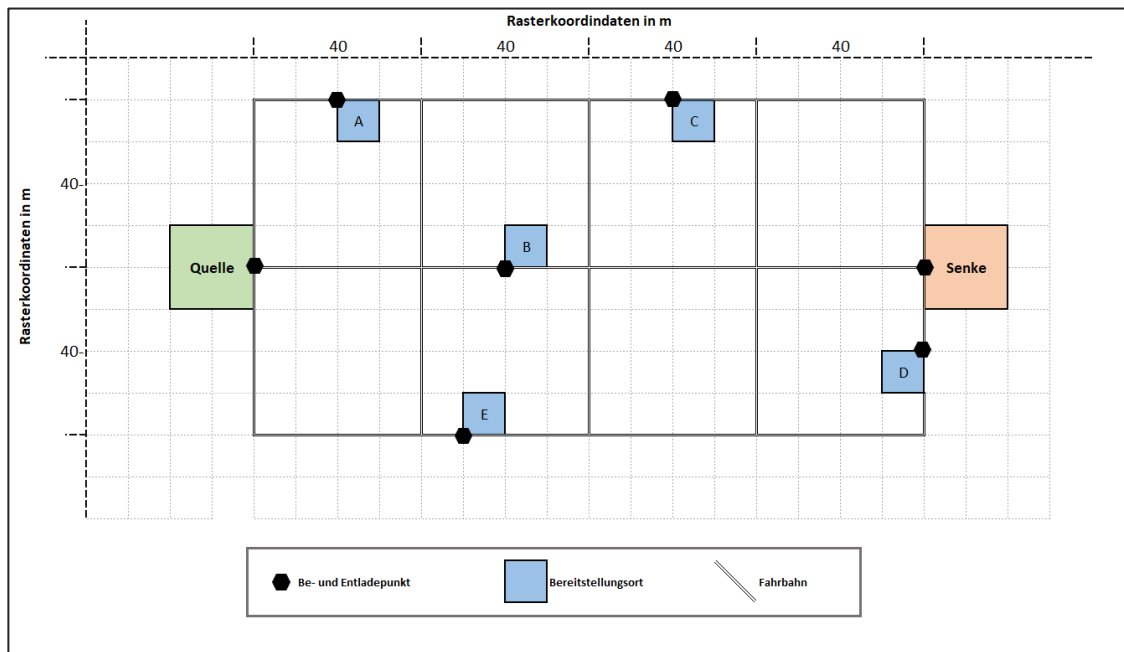 Rasterkoordindaten in m
40 40 40 40
A
C
Rasterkoordinaten in m
40
B
Quelle
Senke
40
D
E
Be- und Entladepunkt
Bereitstellungsort
Fahrbahn